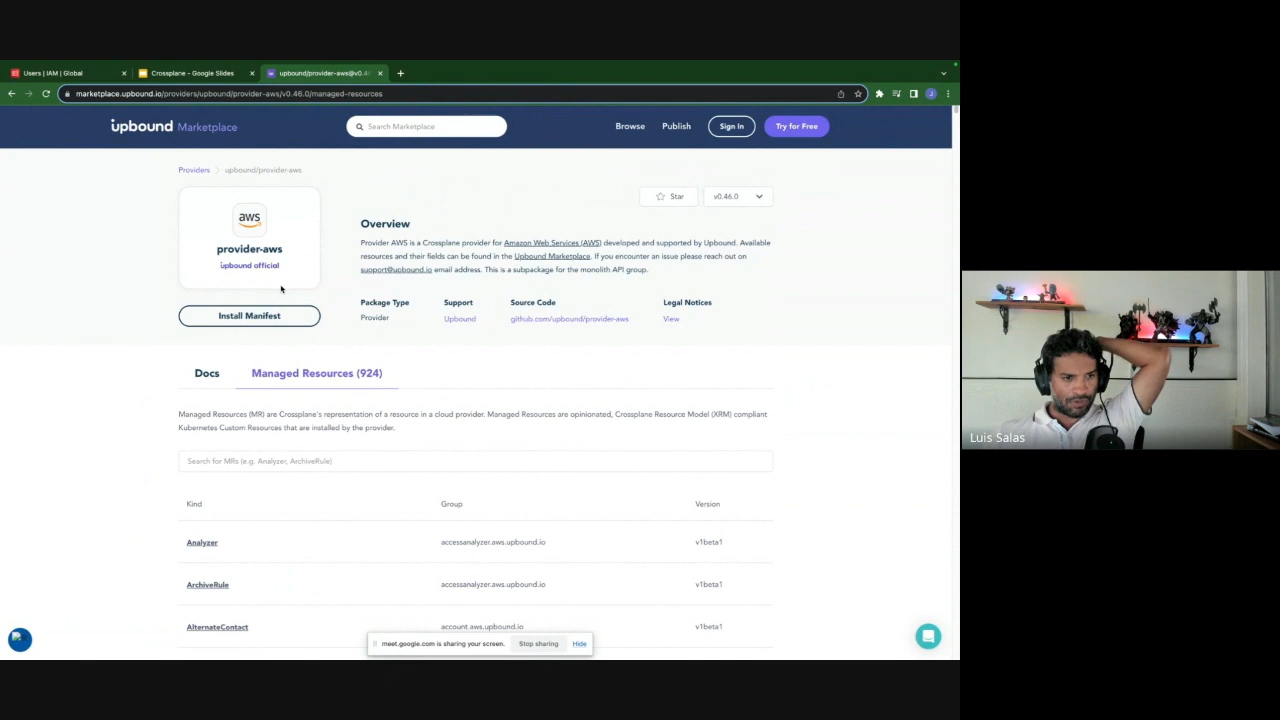 Users | IAM | Global
Crossplane - Google Slides
upbound/provider-aws@v0.46
marketplace.upbound.io/providers/upbound/provider-aws/v0.46.0/managed-resources
J
upbound Marketplace
Search Marketplace
Browse
Publish
Sign In
Try for Free
Providers
upbound/provider-aws
Star
v0.46.0
aws
provider-aws
upbound official
Install Manifest
Overview
Provider AWS is a Crossplane provider for Amazon Web Services (AWS) developed and supported by Upbound. Available
resources and their fields can be found in the Upbound Marketplace. If you encounter an issue please reach out on
support@upbound.io email address. This is a subpackage for the monolith API group.
Package Type
Support
Source Code
Legal Notices
Provider
Upbound
github.com/upbound/provider-aws
View
Docs
Managed Resources (924)
Managed Resources (MR) are Crossplane's representation of a resource in a cloud provider. Managed Resources are opinionated, Crossplane Resource Model (XRM) compliant
Kubernetes Custom Resources that are installed by the provider.
Search for MRs (e.g. Analyzer, ArchiveRule)
Kind
Group
Version
Analyzer
accessanalyzer.aws.upbound.io
v1beta1
ArchiveRule
accessanalyzer.aws.upbound.io
v1beta1
AlternateContact
account.aws.upbound.io
v1beta1
meet.google.com is sharing your screen.
Stop sharing
Hide
Luis Salas